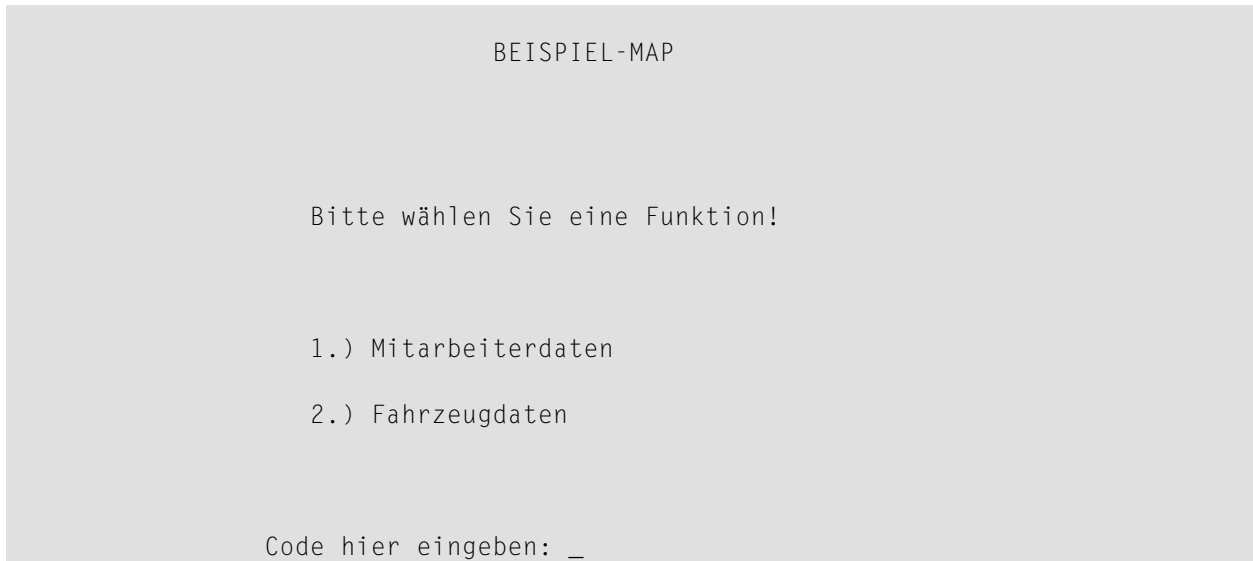 BEISPIEL-MAP
Bitte wählen Sie eine Funktion!
1.) Mitarbeiterdaten
2.) Fahrzeugdaten
Code hier eingeben: _